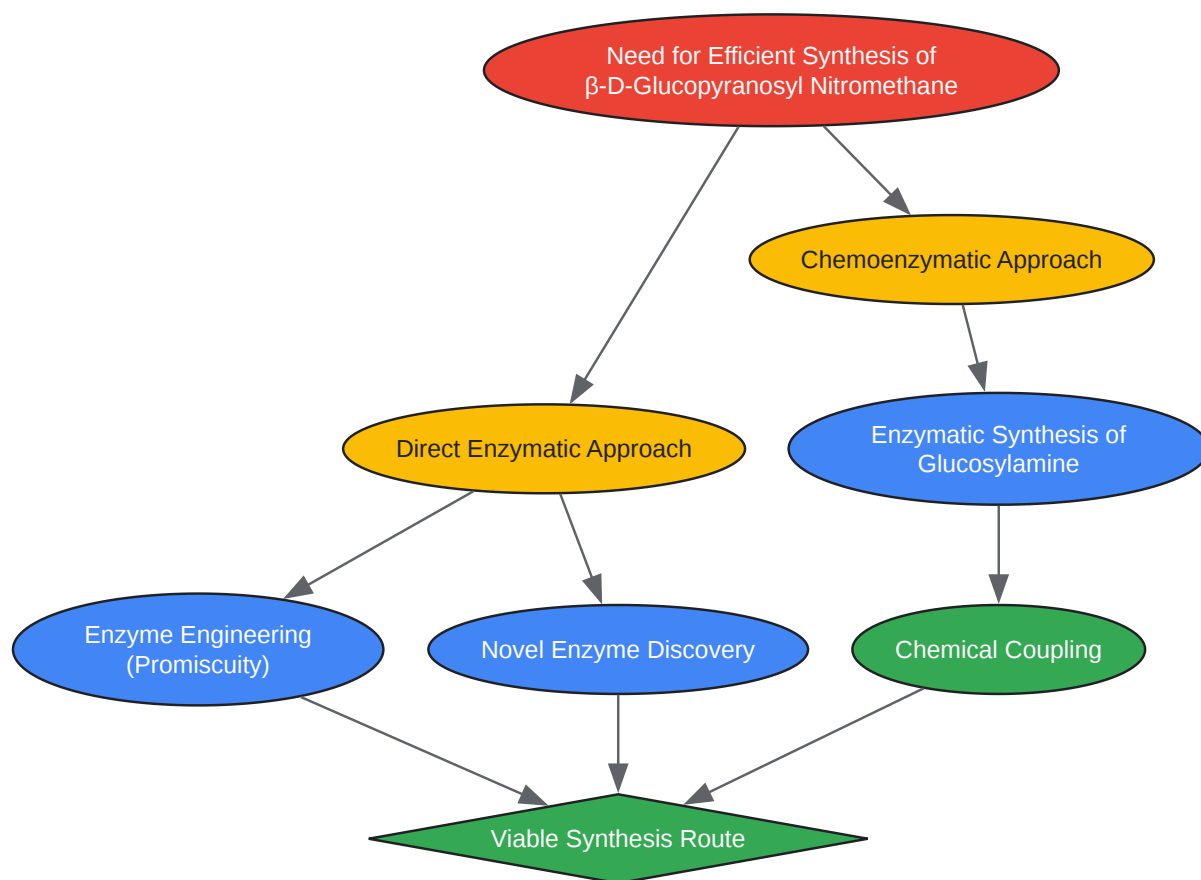 Need for Efficient Synthesis of
β-D-Glucopyranosyl Nitromethane
Chemoenzymatic Approach
Direct Enzymatic Approach
Enzymatic Synthesis of
Glucosylamine
Enzyme Engineering
(Promiscuity)
Novel Enzyme Discovery
Chemical Coupling
Viable Synthesis Route